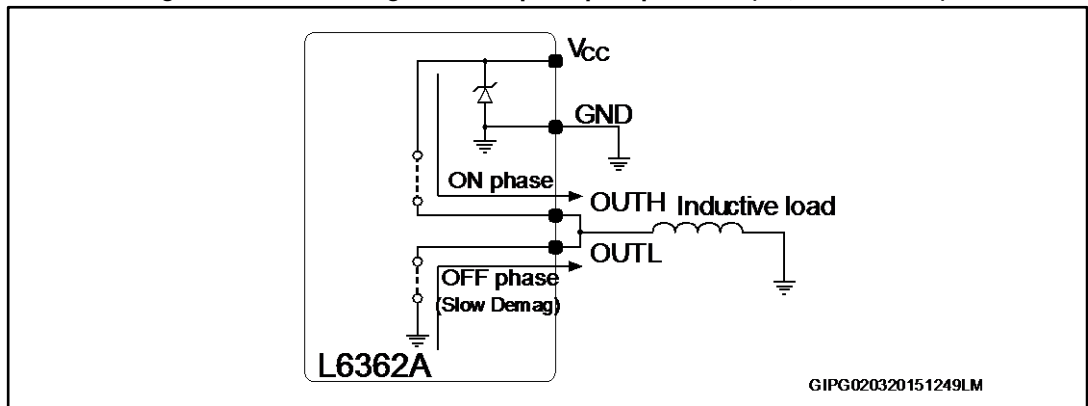 VCC
GND
ON phase
OUTH Inductive load
OUTL
OFF phase
(Slow Demag)
L6362A
GIPG020320151249LM